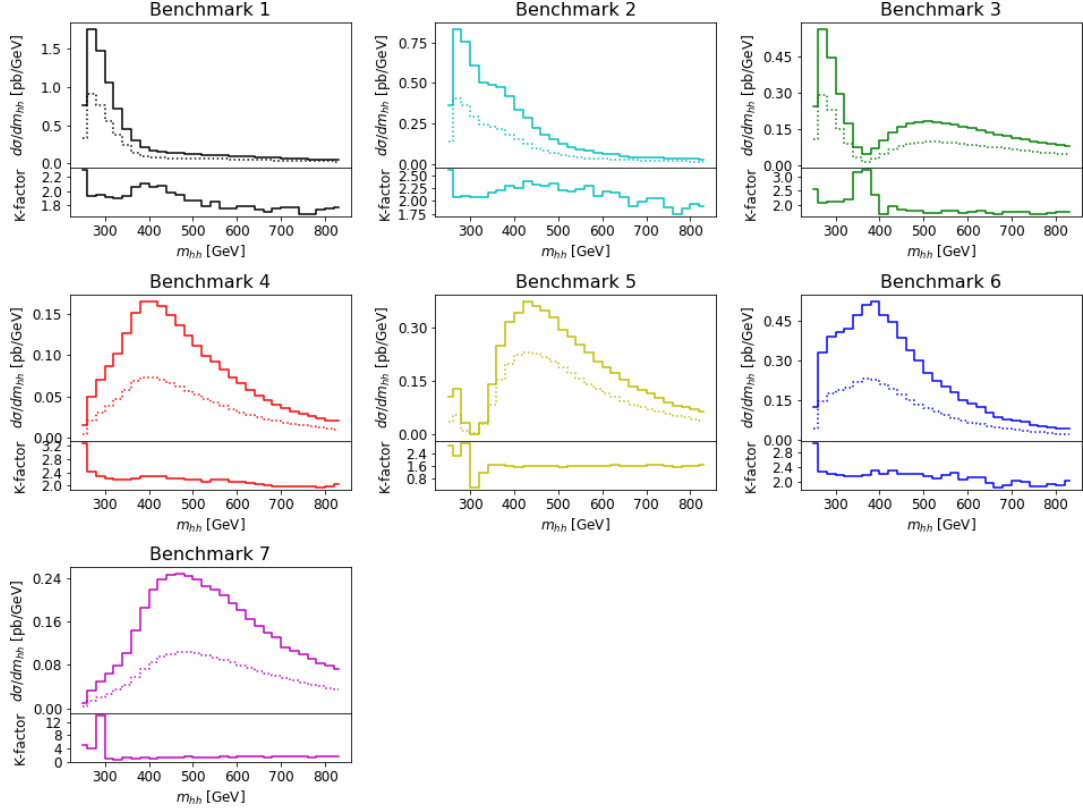 Benchmark 1
dσ/dm_hh [pb/GeV]
1.5
1.0
0.5
0.0
K-factor
2.2
2.0
1.8
300 400 500 600 700 800
m_hh [GeV]
Benchmark 2
dσ/dm_hh [pb/GeV]
0.75
0.50
0.25
0.00
K-factor
2.50
2.25
2.00
1.75
300 400 500 600 700 800
m_hh [GeV]
Benchmark 3
dσ/dm_hh [pb/GeV]
0.45
0.30
0.15
0.00
K-factor
3.0
2.5
2.0
300 400 500 600 700 800
m_hh [GeV]
Benchmark 4
dσ/dm_hh [pb/GeV]
0.15
0.10
0.05
0.00
K-factor
3.2
2.8
2.4
2.0
300 400 500 600 700 800
m_hh [GeV]
Benchmark 5
dσ/dm_hh [pb/GeV]
0.30
0.15
0.00
K-factor
2.4
1.6
0.8
300 400 500 600 700 800
m_hh [GeV]
Benchmark 6
dσ/dm_hh [pb/GeV]
0.45
0.30
0.15
0.00
K-factor
2.8
2.4
2.0
300 400 500 600 700 800
m_hh [GeV]
Benchmark 7
dσ/dm_hh [pb/GeV]
0.24
0.16
0.08
0.00
K-factor
12
8
4
0
300 400 500 600 700 800
m_hh [GeV]